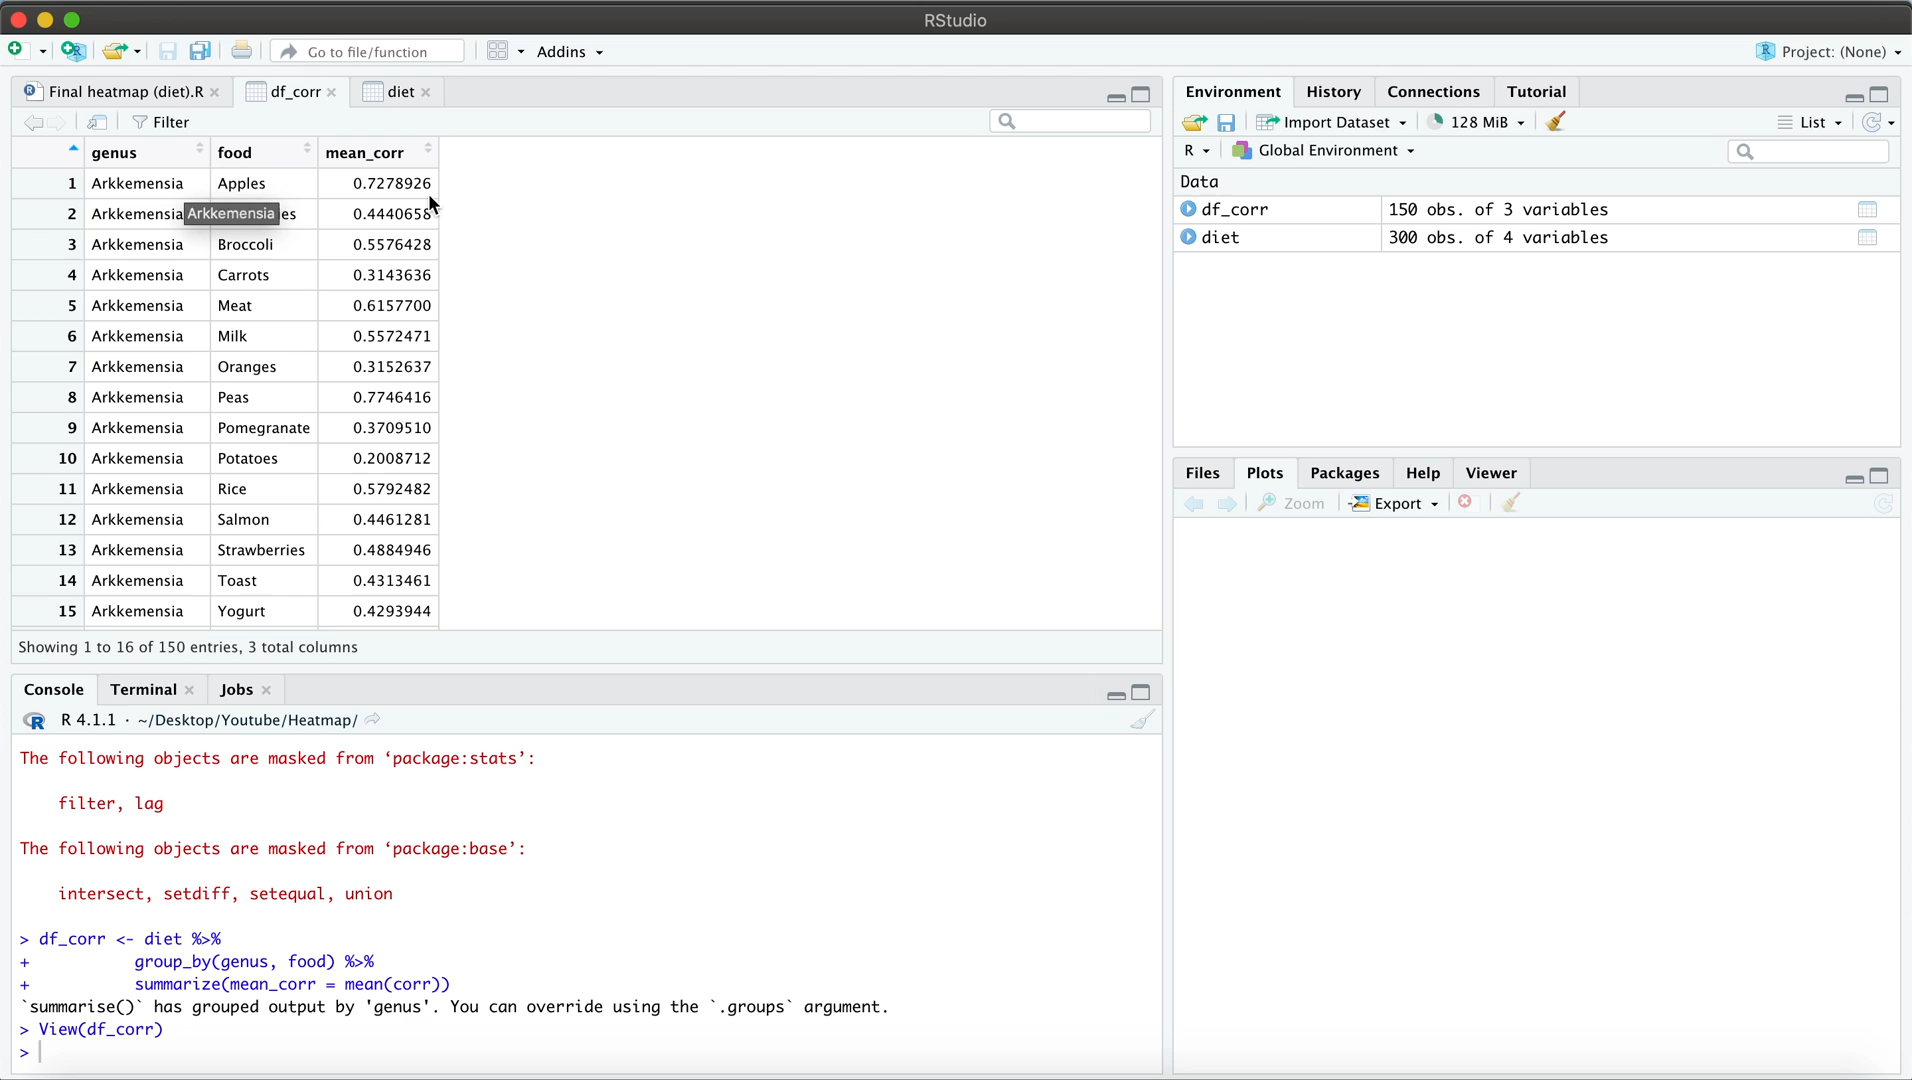 RStudio
Go to file/function
Addins
Project: (None)
Final heatmap (diet).R
df_corr
diet
Filter
genus food mean_corr
1 Arkkemensia Apples 0.7278926
2 Arkkemensia Arkkemensia es 0.4440658
3 Arkkemensia Broccoli 0.5576428
4 Arkkemensia Carrots 0.3143636
5 Arkkemensia Meat 0.6157700
6 Arkkemensia Milk 0.5572471
7 Arkkemensia Oranges 0.3152637
8 Arkkemensia Peas 0.7746416
9 Arkkemensia Pomegranate 0.3709510
10 Arkkemensia Potatoes 0.2008712
11 Arkkemensia Rice 0.5792482
12 Arkkemensia Salmon 0.4461281
13 Arkkemensia Strawberries 0.4884946
14 Arkkemensia Toast 0.4313461
15 Arkkemensia Yogurt 0.4293944
Showing 1 to 16 of 150 entries, 3 total columns
Console Terminal Jobs
R 4.1.1 · ~/Desktop/Youtube/Heatmap/
The following objects are masked from ‘package:stats’:
filter, lag
The following objects are masked from ‘package:base’:
intersect, setdiff, setequal, union
> df_corr <- diet %>%
+ group_by(genus, food) %>%
+ summarize(mean_corr = mean(corr))
`summarise()` has grouped output by 'genus'. You can override using the `.groups` argument.
> View(df_corr)
>
Environment History Connections Tutorial
Import Dataset 128 MiB List
R Global Environment
Data
df_corr 150 obs. of 3 variables
diet 300 obs. of 4 variables
Files Plots Packages Help Viewer
Zoom Export